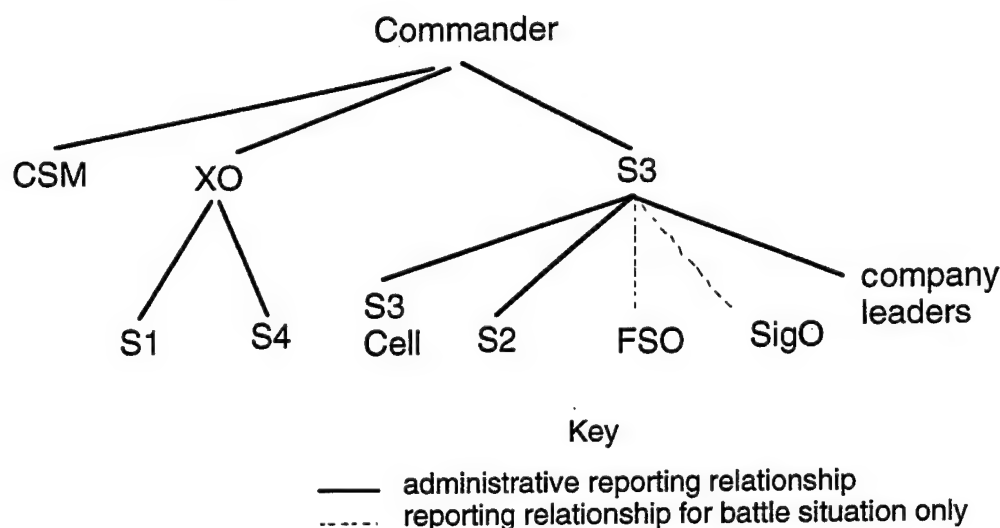 Commander
CSM
XO
S3
S1
S4
S3
Cell
S2
FSO
SigO
company
leaders
Key
administrative reporting relationship
reporting relationship for battle situation only